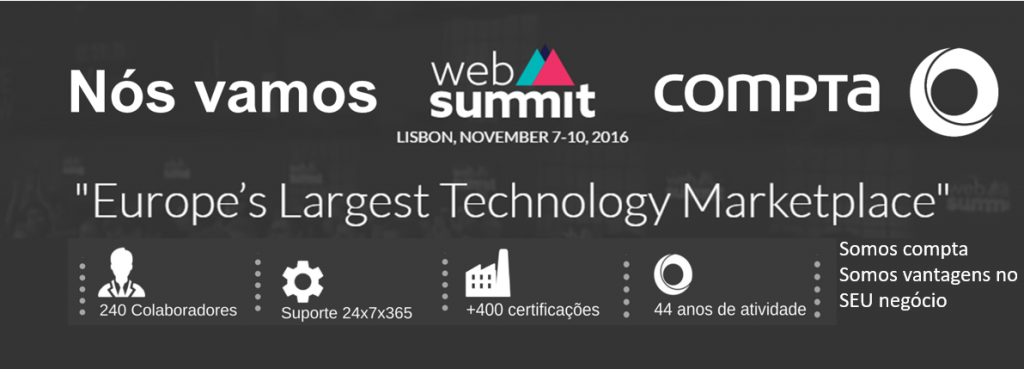 Nós vamos
web
summit
LISBON, NOVEMBER 7-10, 2016
compta
"Europe's Largest Technology Marketplace"
240 Colaboradores
Suporte 24x7x365
+400 certificações
44 anos de atividade
Somos compta
Somos vantagens no
SEU negócio